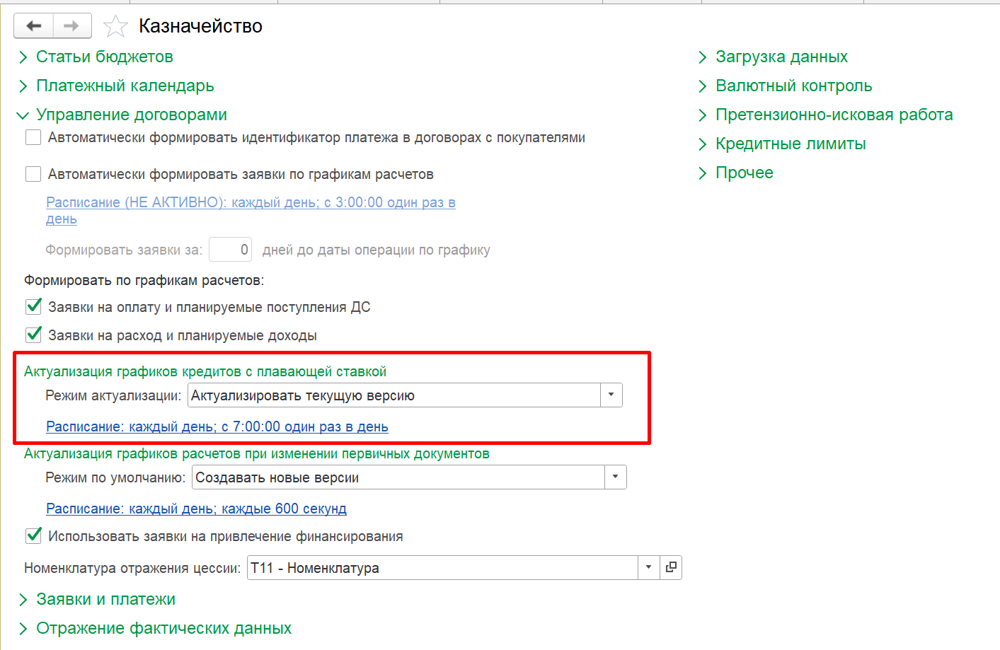 Казначейство
Статьи бюджетов
Платежный календарь
Управление договорами
Автоматически формировать идентификатор платежа в договорах с покупателями
Автоматически формировать заявки по графикам расчетов
Расписание (НЕ АКТИВНО): каждый день; с 3:00:00 один раз в
день
Формировать заявки за: 0 дней до даты операции по графику
Формировать по графикам расчетов:
Заявки на оплату и планируемые поступления ДС
Заявки на расход и планируемые доходы
Актуализация графиков кредитов с плавающей ставкой
Режим актуализации: Актуализировать текущую версию
Расписание: каждый день; с 7:00:00 один раз в день
Актуализация графиков расчетов при изменении первичных документов
Режим по умолчанию: Создавать новые версии
Расписание: каждый день; каждые 600 секунд
Использовать заявки на привлечение финансирования
Номенклатура отражения цессии: Т11 - Номенклатура
Заявки и платежи
Отражение фактических данных
Загрузка данных
Валютный контроль
Претензионно-исковая работа
Кредитные лимиты
Прочее